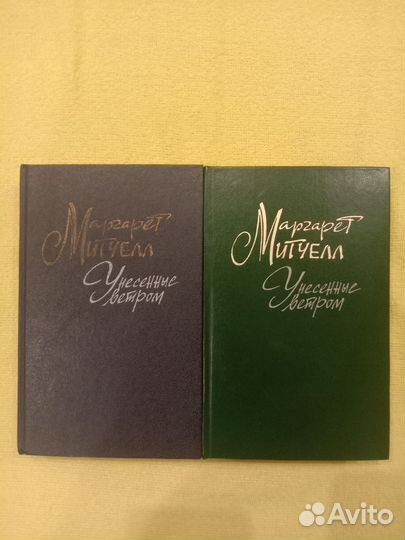 Маргарет
Митчелл
Унесенные
ветром
Маргарет
Митчелл
Унесенные
ветром
Avito